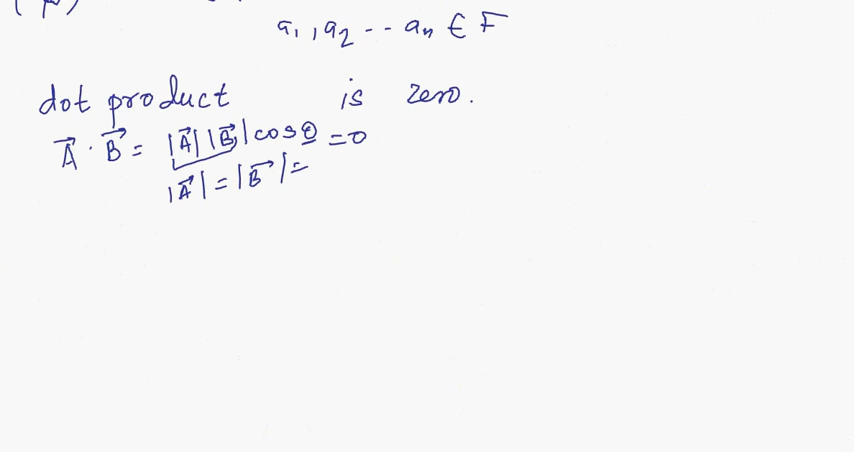 a₁, a₂ -- aₙ ∈ F
dot product is zero.
A⃗ · B⃗ = |A⃗| |B⃗| cos θ = 0
|A⃗| = |B⃗| =